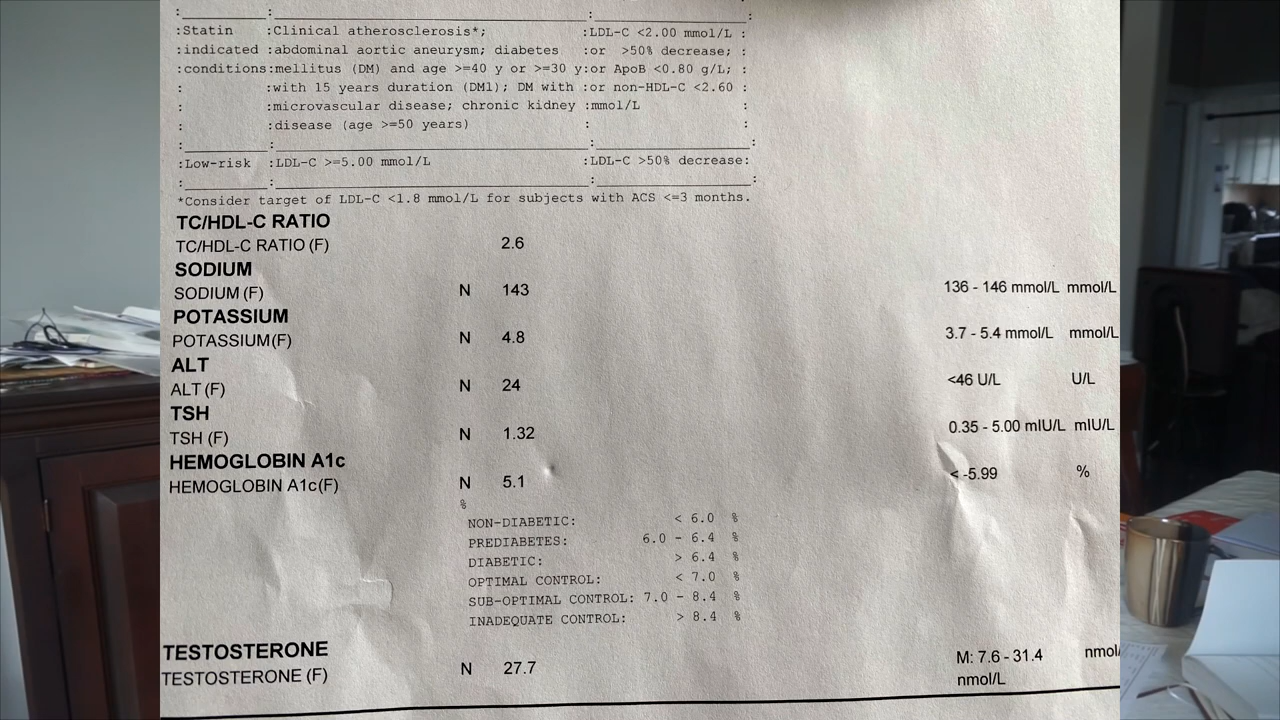 :Statin :Clinical atherosclerosis*; :LDL-C <2.00 mmol/L :
:indicated :abdominal aortic aneurysm; diabetes :or >50% decrease; :
:conditions:mellitus (DM) and age >=40 y or >=30 y:or ApoB <0.80 g/L; :
: :with 15 years duration (DM1); DM with :or non-HDL-C <2.60 :
: :microvascular disease; chronic kidney :mmol/L :
: :disease (age >=50 years) : :
:Low-risk :LDL-C >=5.00 mmol/L :LDL-C >50% decrease:
*Consider target of LDL-C <1.8 mmol/L for subjects with ACS <=3 months.
TC/HDL-C RATIO
TC/HDL-C RATIO (F) 2.6
SODIUM
SODIUM (F) N 143 136 - 146 mmol/L mmol/L
POTASSIUM
POTASSIUM(F) N 4.8 3.7 - 5.4 mmol/L mmol/L
ALT
ALT (F) N 24 <46 U/L U/L
TSH
TSH (F) N 1.32 0.35 - 5.00 mIU/L mIU/L
HEMOGLOBIN A1c
HEMOGLOBIN A1c(F) N 5.1 < -5.99 %
%
NON-DIABETIC: < 6.0 %
PREDIABETES: 6.0 - 6.4 %
DIABETIC: > 6.4 %
OPTIMAL CONTROL: < 7.0 %
SUB-OPTIMAL CONTROL: 7.0 - 8.4 %
INADEQUATE CONTROL: > 8.4 %
TESTOSTERONE
TESTOSTERONE (F) N 27.7 M: 7.6 - 31.4 nmol/
nmol/L